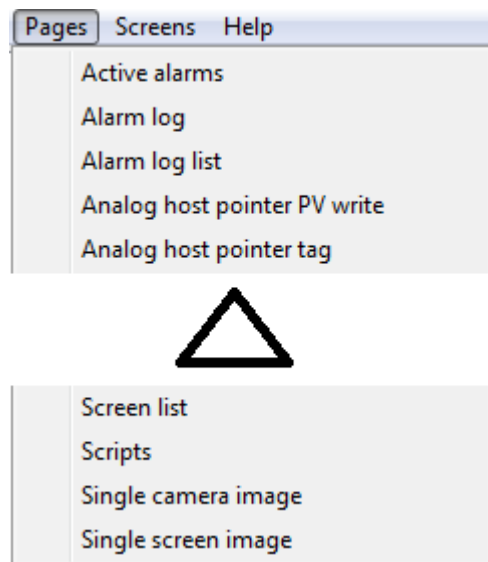 Pages Screens Help
Active alarms
Alarm log
Alarm log list
Analog host pointer PV write
Analog host pointer tag
Screen list
Scripts
Single camera image
Single screen image